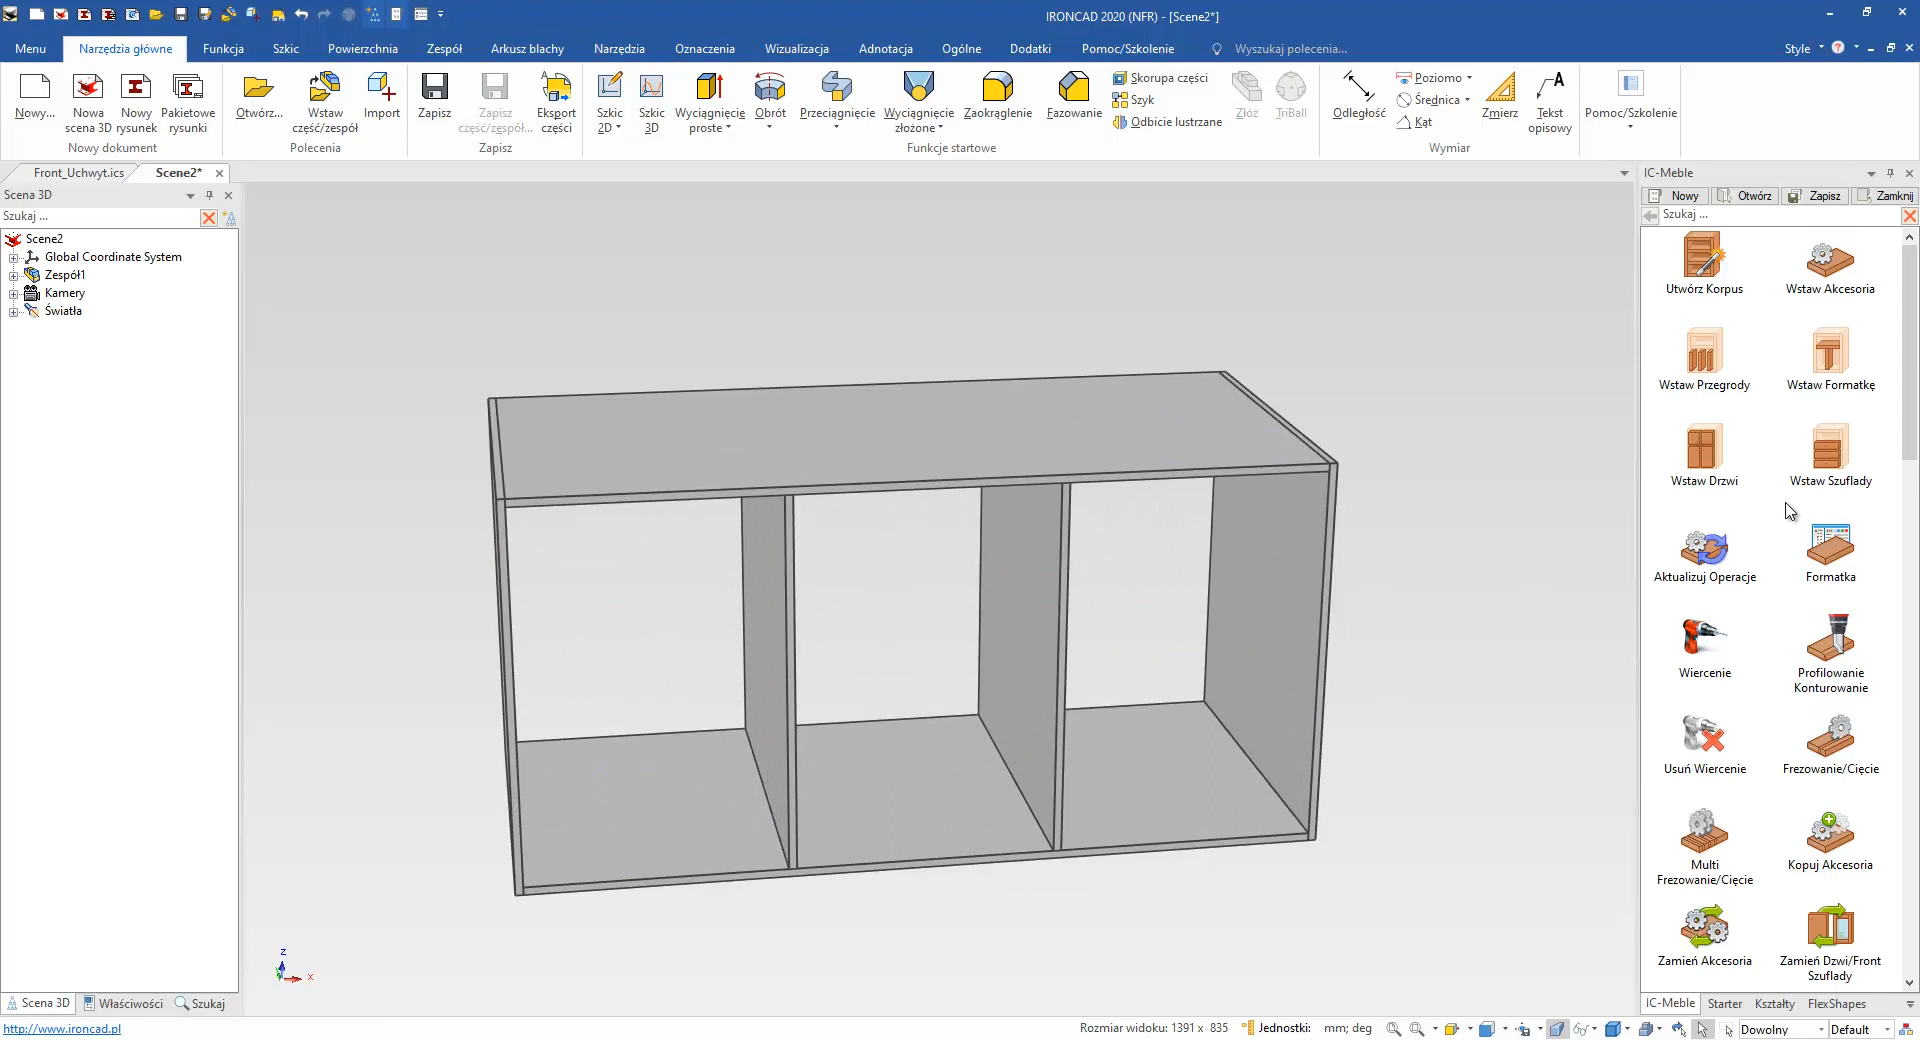 IRONCAD 2020 (NFR) - [Scene2*]
Menu Narzędzia główne Funkcja Szkic Powierzchnia Zespół Arkusz blachy Narzędzia Oznaczenia Wizualizacja Adnotacja Ogólne Dodatki Pomoc/Szkolenie Wyszukaj polecenia... Style
Nowy... Nowa scena 3D Nowy rysunek Pakietowe rysunki
Nowy dokument
Otwórz... Wstaw część/zespół Import
Polecenia
Zapisz Zapisz część/zespół... Eksport części
Zapisz
Szkic 2D Szkic 3D Wyciągnięcie proste Obrót Przeciągnięcie Wyciągnięcie złożone Zaokrąglenie Fazowanie
Skorupa części
Szyk
Odbicie lustrzane
Złóż TriBall
Funkcje startowe
Odległość
Poziomo
Średnica
Kąt
Zmierz
A
Tekst opisowy
Wymiar
Pomoc/Szkolenie
Front_Uchwyt.ics Scene2*
Scena 3D
Szukaj ...
Scene2
Global Coordinate System
Zespół1
Kamery
Światła
z
x
IC-Meble
Nowy Otwórz Zapisz Zamknij
Szukaj ...
Utwórz Korpus Wstaw Akcesoria
Wstaw Przegrody Wstaw Formatkę
Wstaw Drzwi Wstaw Szuflady
Aktualizuj Operacje Formatka
Wiercenie Profilowanie Konturowanie
Usuń Wiercenie Frezowanie/Cięcie
Multi Frezowanie/Cięcie Kopuj Akcesoria
Zamień Akcesoria Zamień Dzwi/Front Szuflady
Scena 3D Właściwości Szukaj
IC-Meble Starter Kształty FlexShapes
http://www.ironcad.pl
Rozmiar widoku: 1391 x 835 Jednostki: mm; deg Dowolny Default